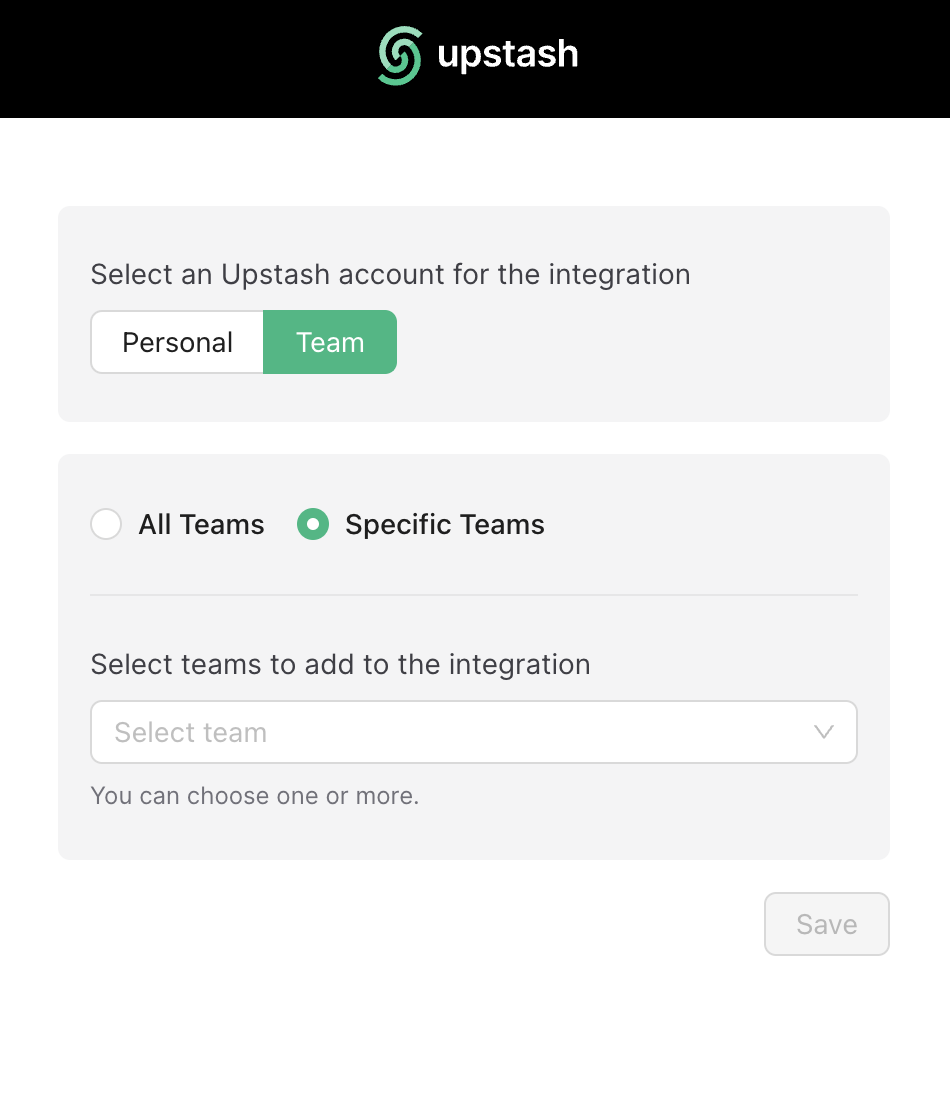 upstash
Select an Upstash account for the integration
Personal Team
All Teams Specific Teams
Select teams to add to the integration
Select team
You can choose one or more.
Save